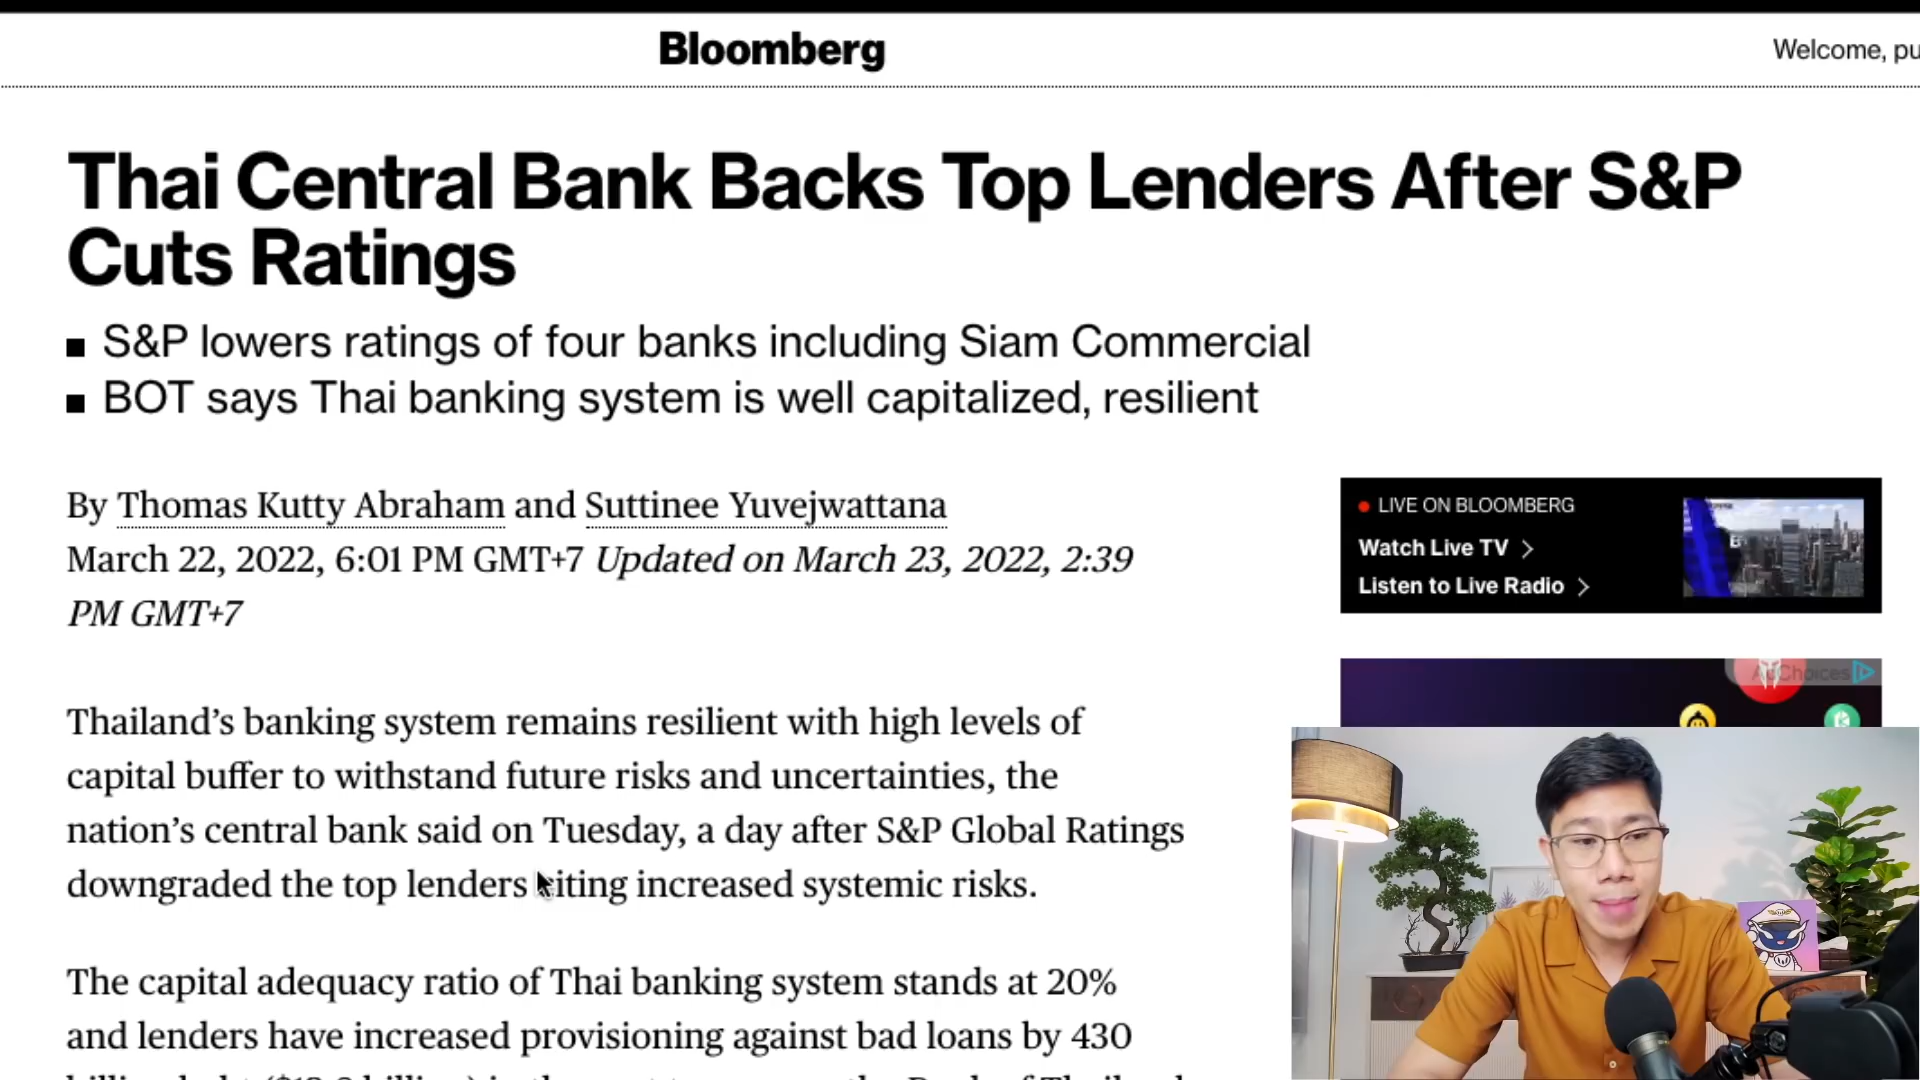 Bloomberg
Welcome,
Thai Central Bank Backs Top Lenders After S&P
Cuts Ratings
■ S&P lowers ratings of four banks including Siam Commercial
■ BOT says Thai banking system is well capitalized, resilient
By Thomas Kutty Abraham and Suttinee Yuvejwattana
March 22, 2022, 6:01 PM GMT+7 Updated on March 23, 2022, 2:39
PM GMT+7
LIVE ON BLOOMBERG
Watch Live TV >
Listen to Live Radio >
AdChoices
Thailand’s banking system remains resilient with high levels of
capital buffer to withstand future risks and uncertainties, the
nation’s central bank said on Tuesday, a day after S&P Global Ratings
downgraded the top lenders citing increased systemic risks.
The capital adequacy ratio of Thai banking system stands at 20%
and lenders have increased provisioning against bad loans by 430